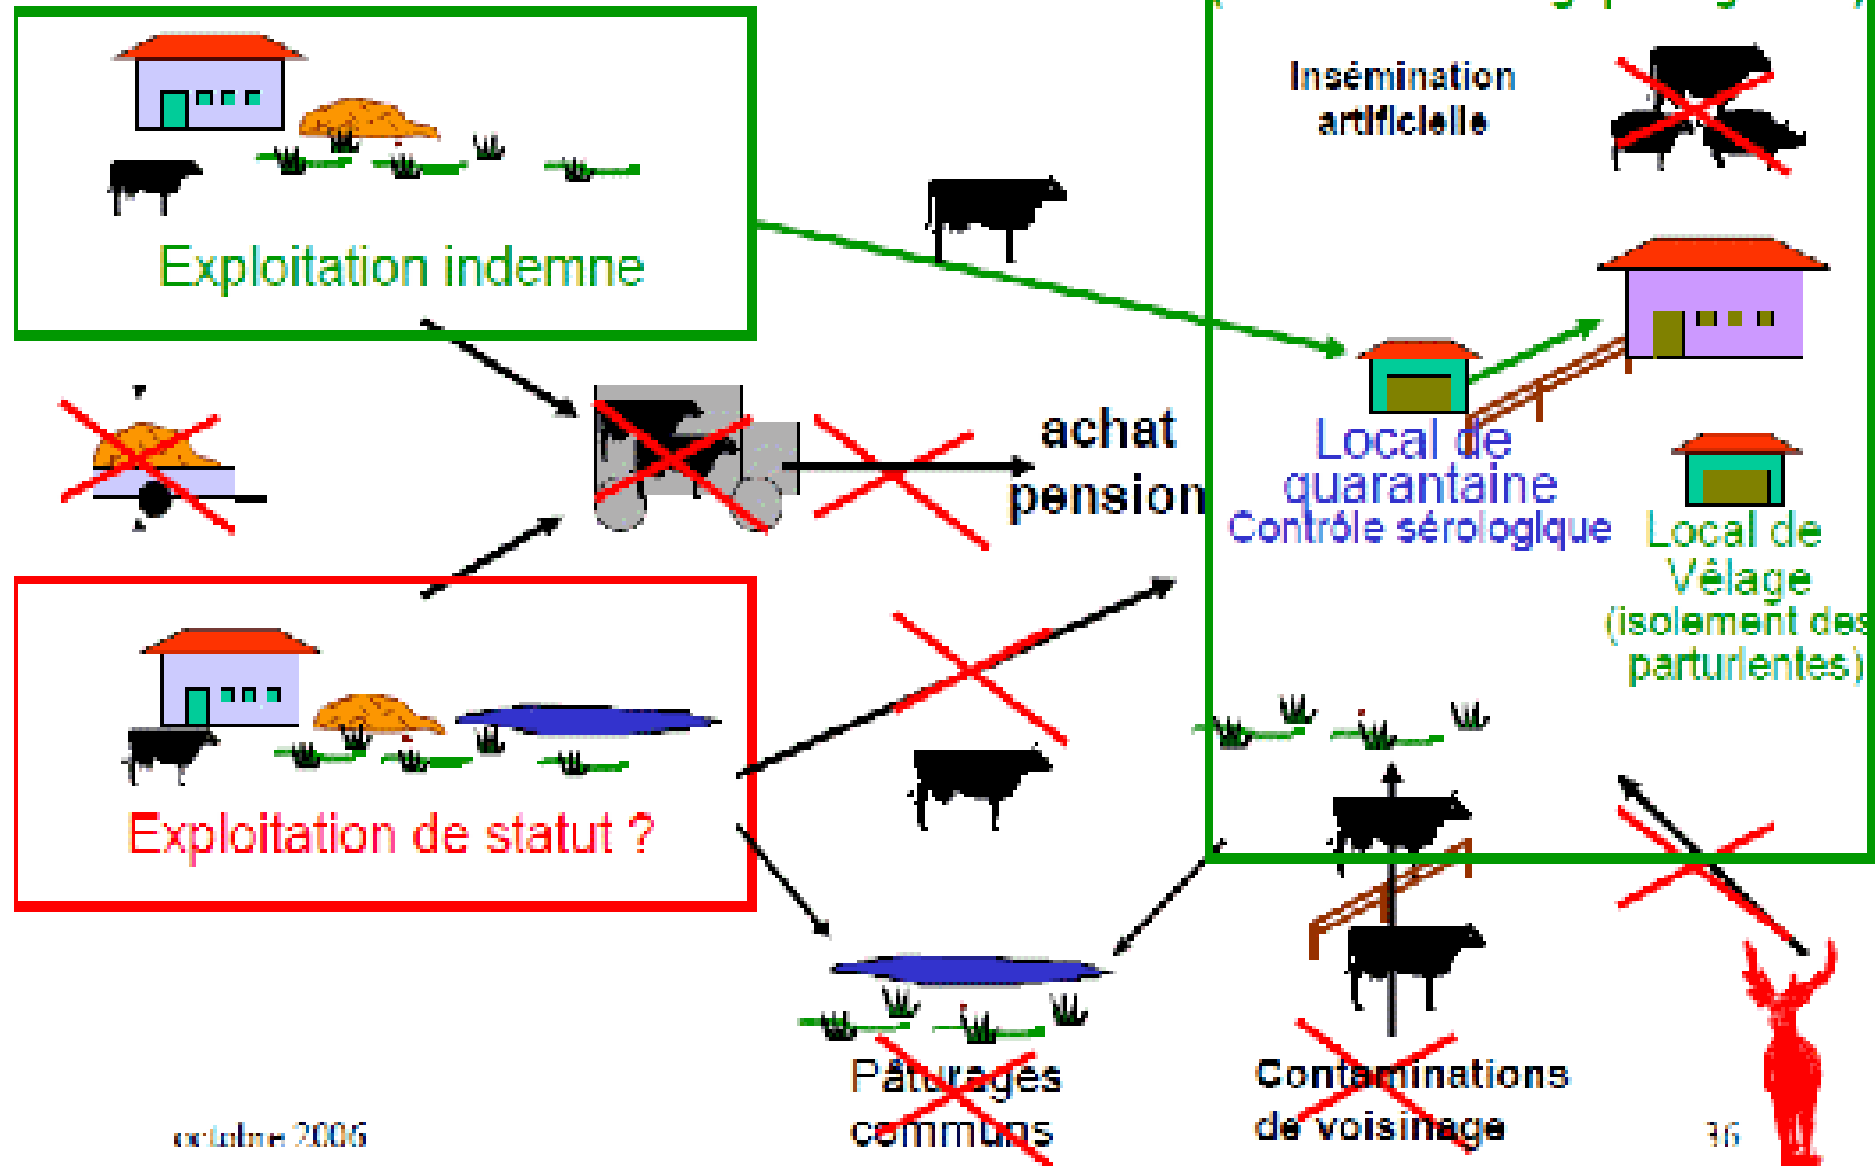 Insémination
artificielle
Exploitation indemne
achat
pension
Local de
quarantaine
Contrôle sérologique
Local de
Vêlage
(isolement des
parturientes)
Exploitation de statut ?
Pâturages
communs
Contaminations
de voisinage
octobre 2006
36